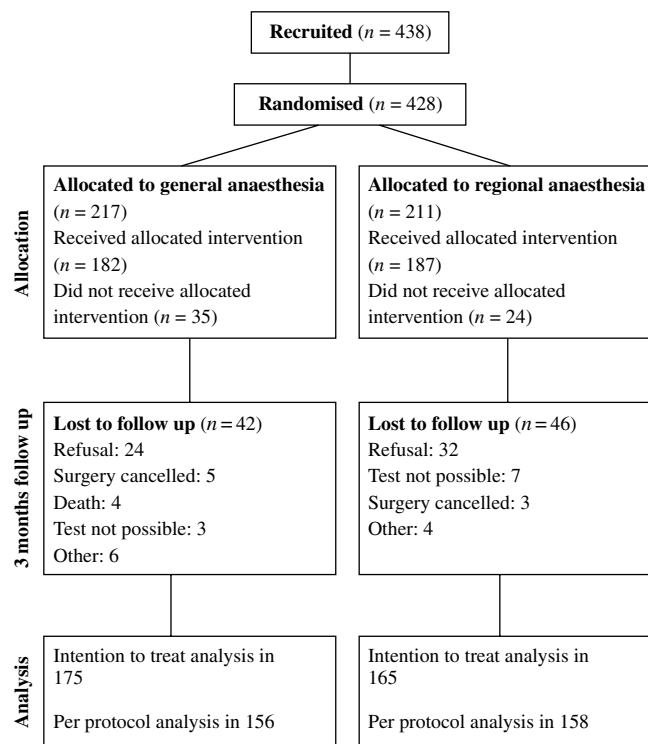 Recruited (n = 438)
Randomised (n = 428)
Allocation
Allocated to general anaesthesia
(n = 217)
Received allocated intervention
(n = 182)
Did not receive allocated
intervention (n = 35)
Allocated to regional anaesthesia
(n = 211)
Received allocated intervention
(n = 187)
Did not receive allocated
intervention (n = 24)
3 months follow up
Lost to follow up (n = 42)
Refusal: 24
Surgery cancelled: 5
Death: 4
Test not possible: 3
Other: 6
Lost to follow up (n = 46)
Refusal: 32
Test not possible: 7
Surgery cancelled: 3
Other: 4
Analysis
Intention to treat analysis in
175
Per protocol analysis in 156
Intention to treat analysis in
165
Per protocol analysis in 158